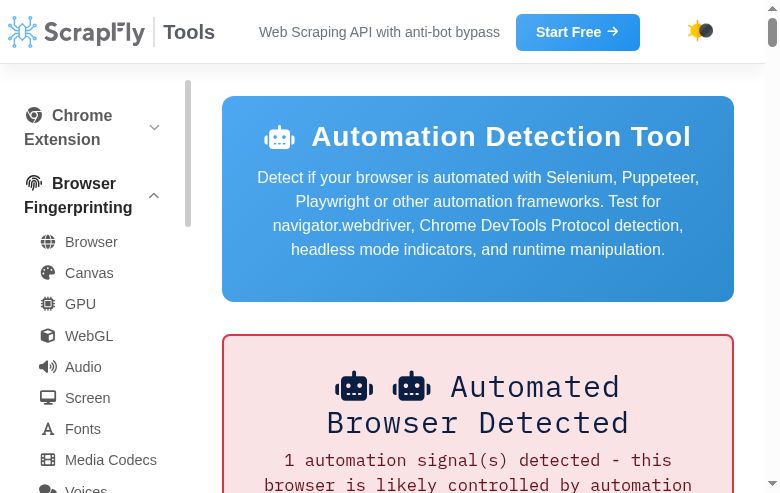 ScrapFly Tools
Web Scraping API with anti-bot bypass
Start Free
Chrome
Extension
Browser
Fingerprinting
Browser
Canvas
GPU
WebGL
Audio
Screen
Fonts
Media Codecs
Voices
Automation Detection Tool
Detect if your browser is automated with Selenium, Puppeteer,
Playwright or other automation frameworks. Test for
navigator.webdriver, Chrome DevTools Protocol detection,
headless mode indicators, and runtime manipulation.
Automated
Browser Detected
1 automation signal(s) detected - this
browser is likely controlled by automation